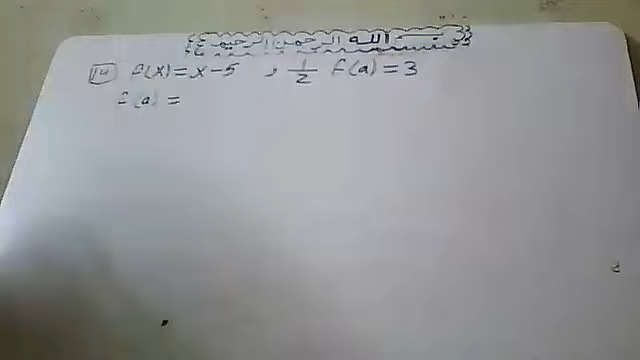 بسم الله الرحمن الرحيم
14 f(x) = x - 5 , 1/2 f(a) = 3
f(a) =